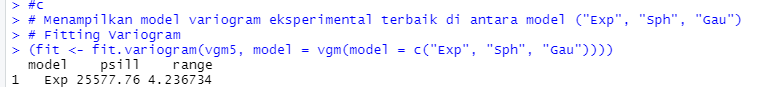 > #c
> # Menampilkan model variogram eksperimental terbaik di antara model ("Exp", "Sph", "Gau")
> # Fitting Variogram
> (fit <- fit.variogram(vgm5, model = vgm(model = c("Exp", "Sph", "Gau"))))
  model    psill    range
1   Exp 25577.76 4.236734